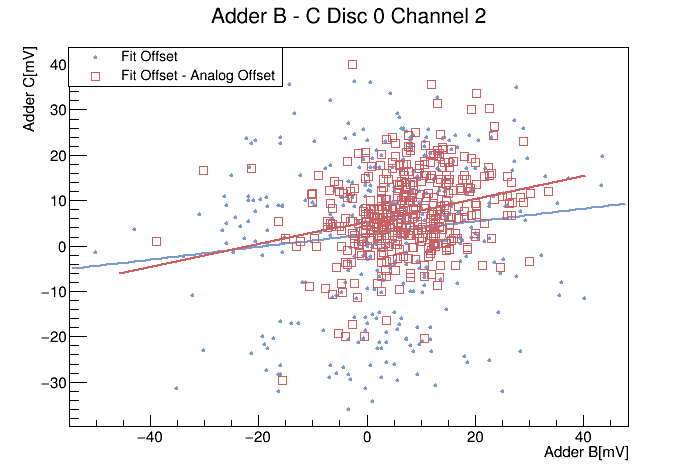 Adder B - C Disc 0 Channel 2
Adder C[mV]
Fit Offset
Fit Offset - Analog Offset
40
30
20
10
0
−10
−20
−30
−40 −20 0 20 40
Adder B[mV]